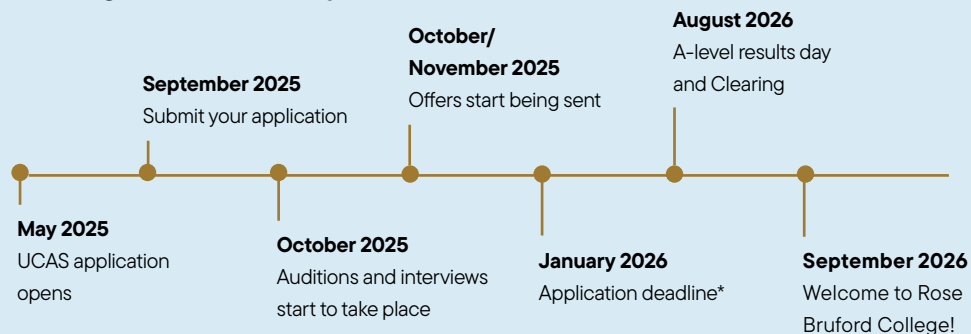 May 2025
UCAS application
opens
September 2025
Submit your application
October 2025
Auditions and interviews
start to take place
October/
November 2025
Offers start being sent
January 2026
Application deadline*
August 2026
A-level results day
and Clearing
September 2026
Welcome to Rose
Bruford College!